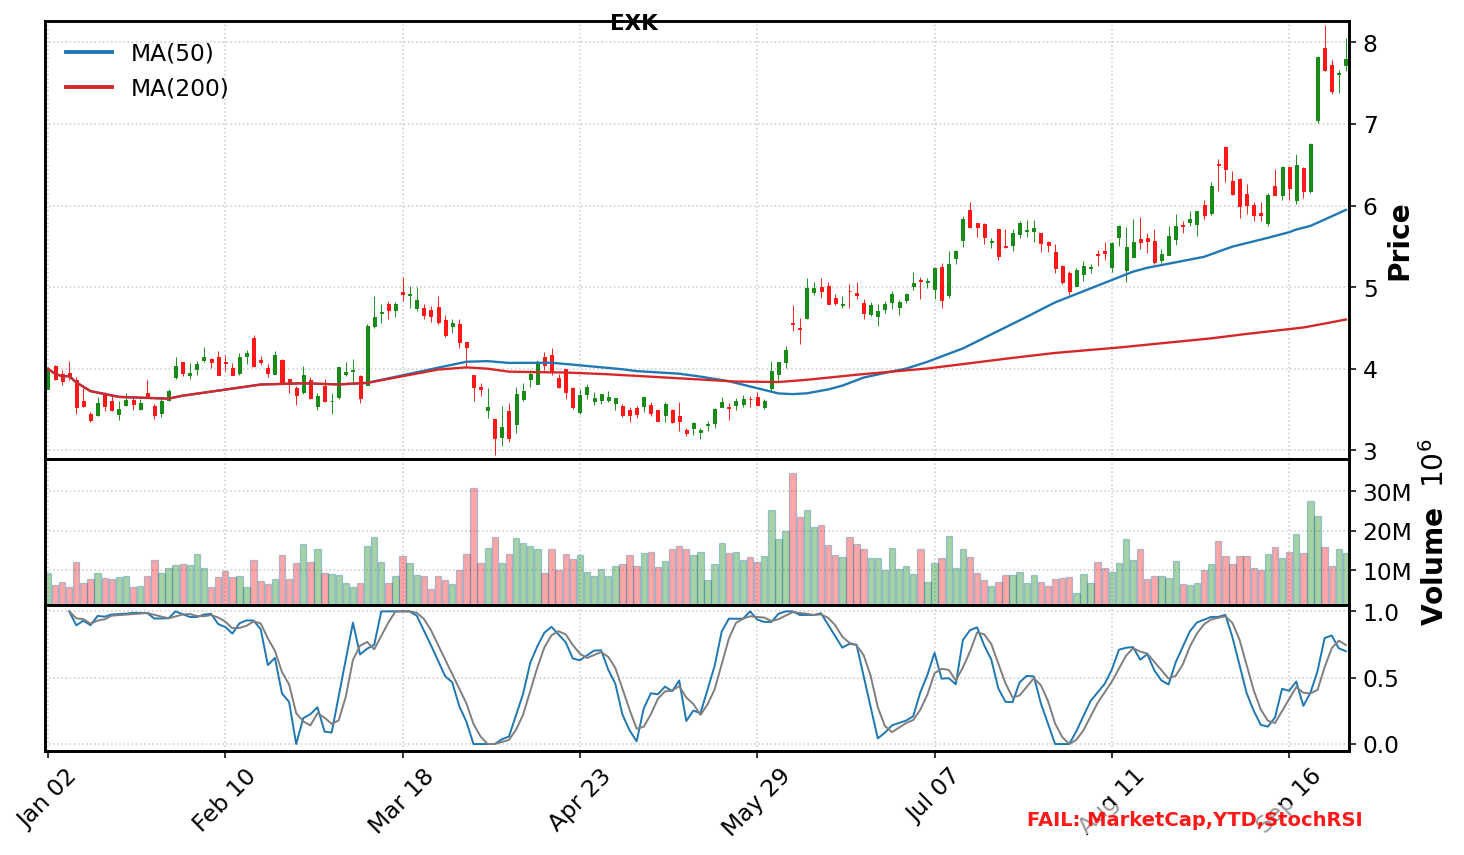 EXK
MA(50)
MA(200)
8
7
6
5
4
3
Price
30M
20M
10M
Volume 10^6
1.0
0.5
0.0
Jan 02
Feb 10
Mar 18
Apr 23
May 29
Jul 07
Aug 11
Sep 16
FAIL: MarketCap,YTD,StochRSI